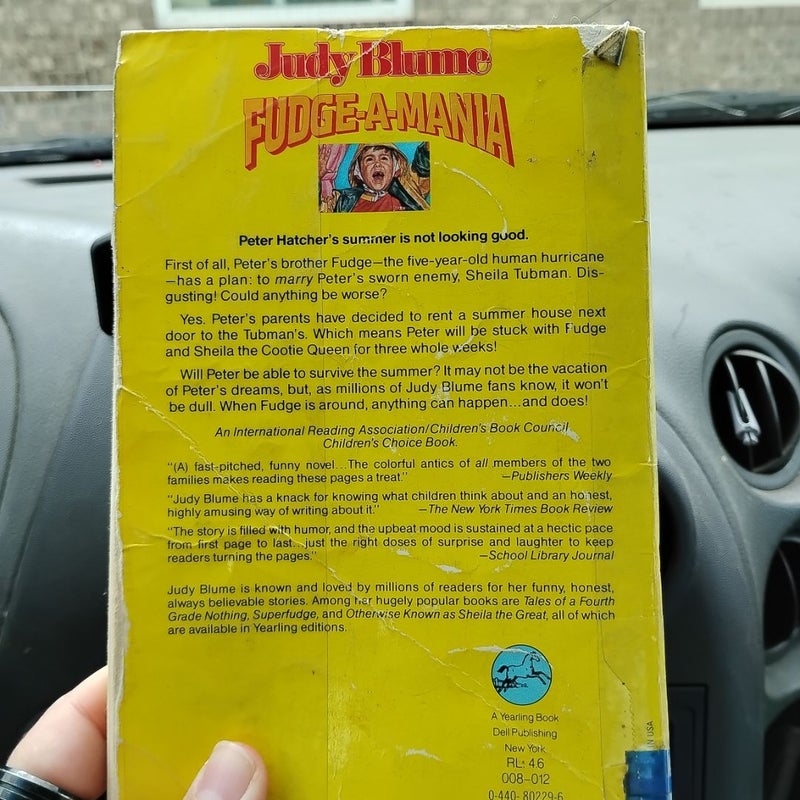 Judy Blume
FUDGE-A-MANIA
Peter Hatcher's summer is not looking good.
First of all, Peter's brother Fudge—the five-year-old human hurricane
—has a plan: to marry Peter's sworn enemy, Sheila Tubman. Dis-
gusting! Could anything be worse?
Yes. Peter's parents have decided to rent a summer house next
door to the Tubman's. Which means Peter will be stuck with Fudge
and Sheila the Cootie Queen for three whole weeks!
Will Peter be able to survive the summer? It may not be the vacation
of Peter's dreams, but, as millions of Judy Blume fans know, it won't
be dull. When Fudge is around, anything can happen...and does!
An International Reading Association/Children's Book Council
Children's Choice Book.
"(A) fast-pitched, funny novel...The colorful antics of all members of the two
families makes reading these pages a treat." —Publishers Weekly
"Judy Blume has a knack for knowing what children think about and an honest,
highly amusing way of writing about it." —The New York Times Book Review
"The story is filled with humor, and the upbeat mood is sustained at a hectic pace
from first page to last...just the right doses of surprise and laughter to keep
readers turning the pages." —School Library Journal
Judy Blume is known and loved by millions of readers for her funny, honest,
always believable stories. Among her hugely popular books are Tales of a Fourth
Grade Nothing, Superfudge, and Otherwise Known as Sheila the Great, all of which
are available in Yearling editions.
A Yearling Book
Dell Publishing
New York
RL: 4.6
008-012
0-440-80229-6
N USA